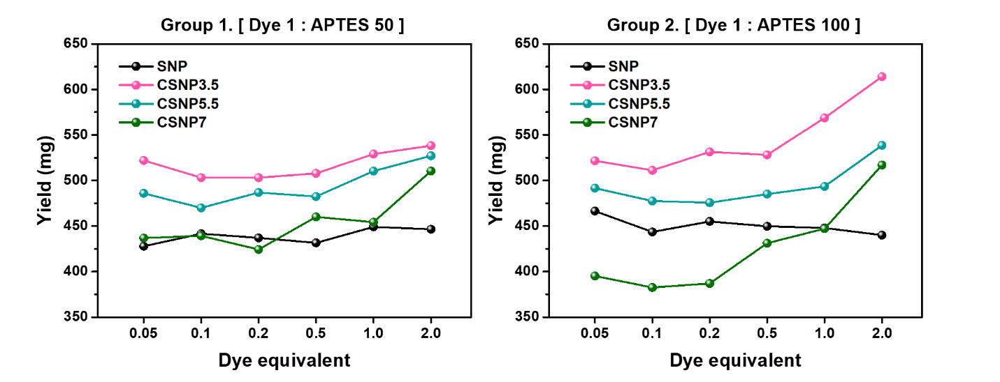 Group 1. [ Dye 1 : APTES 50 ]
650
600
550
500
450
400
350
Yield (mg)
SNP
CSNP3.5
CSNP5.5
CSNP7
0.05 0.1 0.2 0.5 1.0 2.0
Dye equivalent
Group 2. [ Dye 1 : APTES 100 ]
650
600
550
500
450
400
350
Yield (mg)
SNP
CSNP3.5
CSNP5.5
CSNP7
0.05 0.1 0.2 0.5 1.0 2.0
Dye equivalent